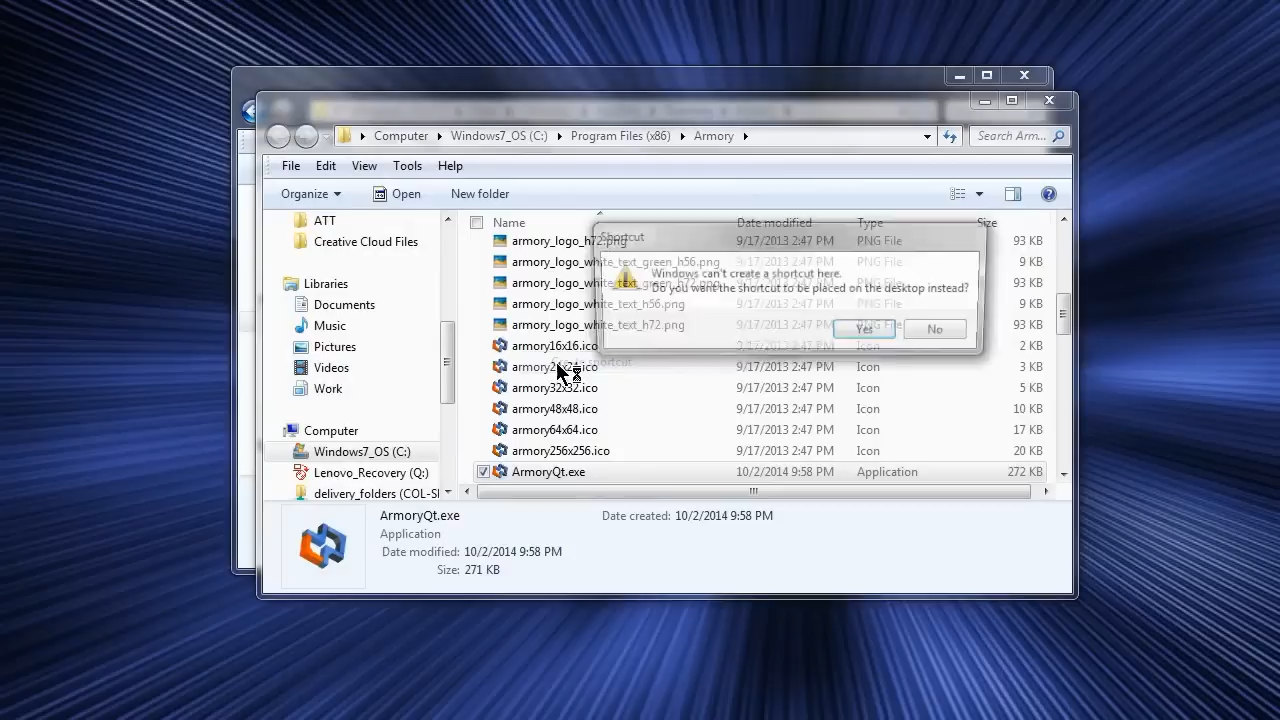 Computer ▸ Windows7_OS (C:) ▸ Program Files (x86) ▸ Armory ▸
Search Arm...
File Edit View Tools Help
Organize Open New folder
ATT
Creative Cloud Files
Libraries
Documents
Music
Pictures
Videos
Work
Computer
Windows7_OS (C:)
Lenovo_Recovery (Q:)
delivery_folders (COL-SI
Name Date modified Type Size
armory_logo_h72.png 9/17/2013 2:47 PM PNG File 93 KB
armory_logo_white_text_green_h56.png 9/17/2013 2:47 PM PNG File 9 KB
armory_logo_white_text_green_h72.png 9/17/2013 2:47 PM PNG File 93 KB
armory_logo_white_text_h56.png 9/17/2013 2:47 PM PNG File 9 KB
armory_logo_white_text_h72.png 9/17/2013 2:47 PM PNG File 93 KB
armory16x16.ico 9/17/2013 2:47 PM Icon 2 KB
9/17/2013 2:47 PM Icon 3 KB
armory32x32.ico 9/17/2013 2:47 PM Icon 5 KB
armory48x48.ico 9/17/2013 2:47 PM Icon 10 KB
armory64x64.ico 9/17/2013 2:47 PM Icon 17 KB
armory256x256.ico 9/17/2013 2:47 PM Icon 20 KB
ArmoryQt.exe 10/2/2014 9:58 PM Application 272 KB
Shortcut
Windows can't create a shortcut here.
Do you want the shortcut to be placed on the desktop instead?
Yes No
Create shortcut
ArmoryQt.exe
Application
Date modified: 10/2/2014 9:58 PM
Size: 271 KB
Date created: 10/2/2014 9:58 PM